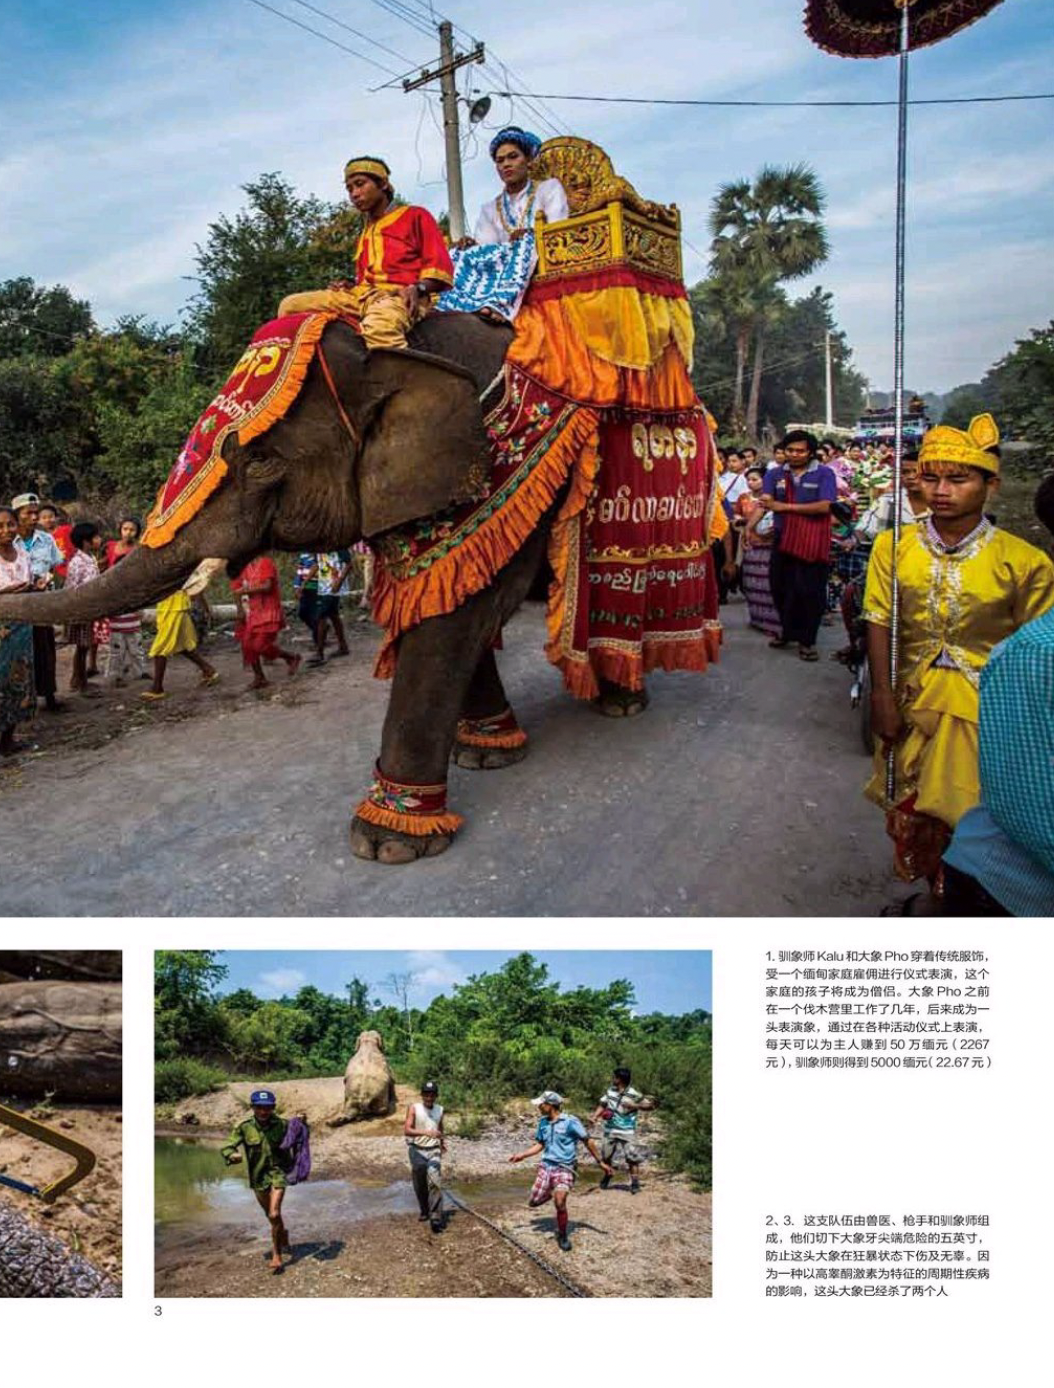 ရတနာ
3
1. 驯象师 Kalu 和大象 Pho 穿着传统服饰，
受一个缅甸家庭雇佣进行仪式表演，这个
家庭的孩子将成为僧侣。大象 Pho 之前
在一个伐木营里工作了几年，后来成为一
头表演象，通过在各种活动仪式上表演，
每天可以为主人赚到 50 万缅元（2267
元），驯象师则得到 5000 缅元（22.67 元）
2、3. 这支队伍由兽医、枪手和驯象师组
成，他们切下大象牙尖端危险的五英寸，
防止这头大象在狂暴状态下伤及无辜。因
为一种以高睾酮激素为特征的周期性疾病
的影响，这头大象已经杀了两个人